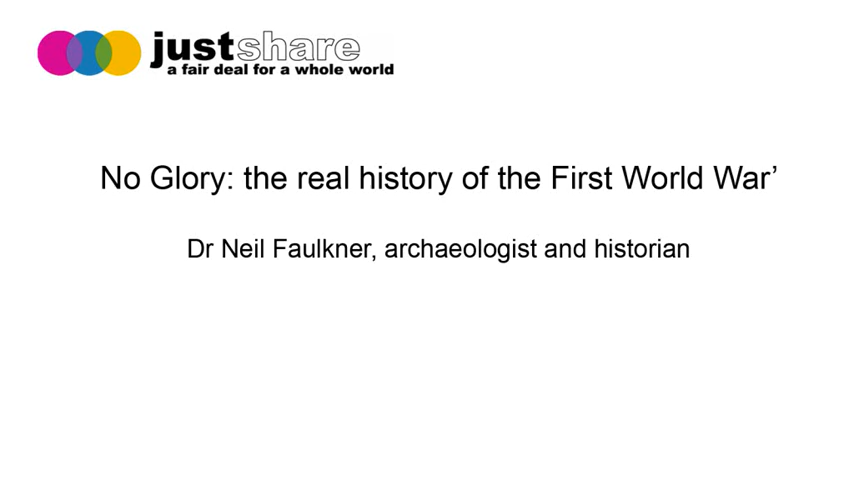 justshare
a fair deal for a whole world
No Glory: the real history of the First World War’
Dr Neil Faulkner, archaeologist and historian